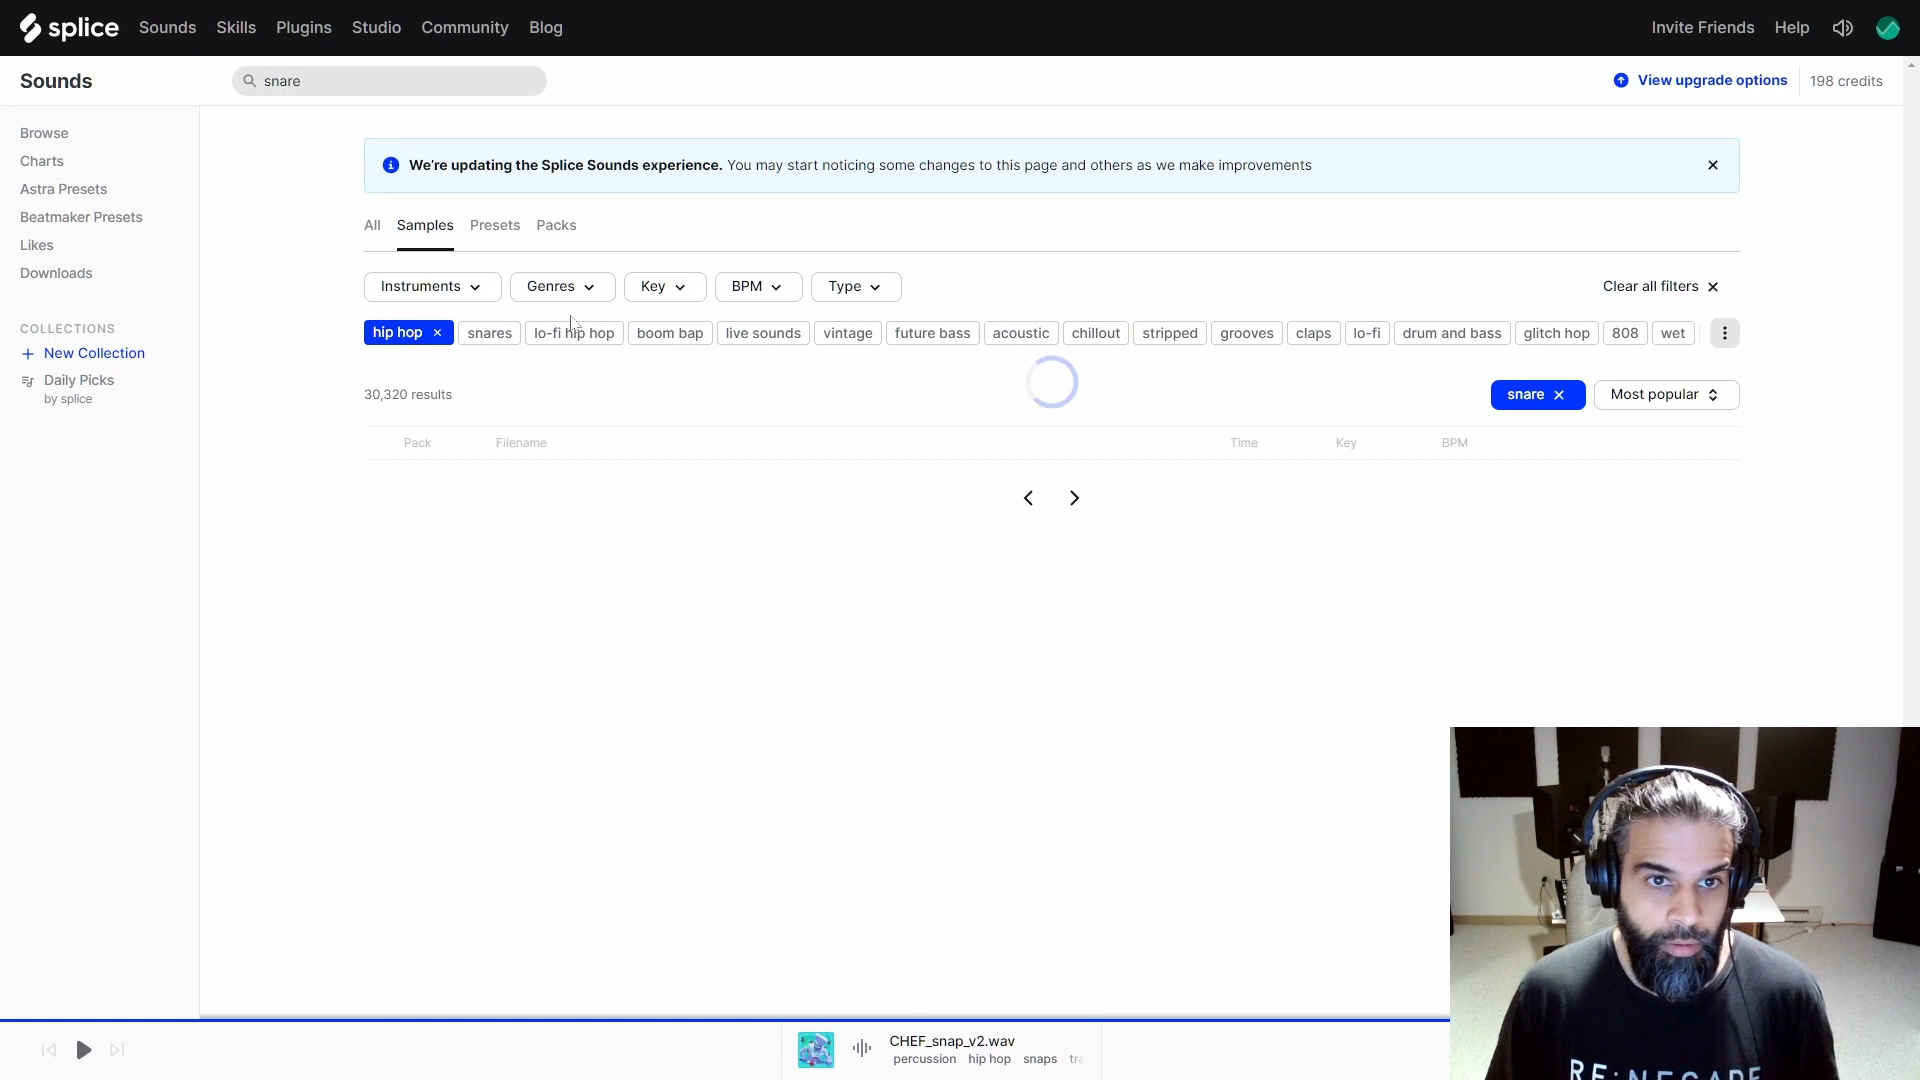 splice Sounds Skills Plugins Studio Community Blog Invite Friends Help
Sounds snare View upgrade options 198 credits
Browse
Charts
Astra Presets
Beatmaker Presets
Likes
Downloads
COLLECTIONS
New Collection
Daily Picks
by splice
We're updating the Splice Sounds experience. You may start noticing some changes to this page and others as we make improvements
All Samples Presets Packs
Instruments Genres Key BPM Type Clear all filters
hip hop snares lo-fi hip hop boom bap live sounds vintage future bass acoustic chillout stripped grooves claps lo-fi drum and bass glitch hop 808 wet
30,320 results snare Most popular
Pack Filename Time Key BPM
CHEF_snap_v2.wav
percussion hip hop snaps